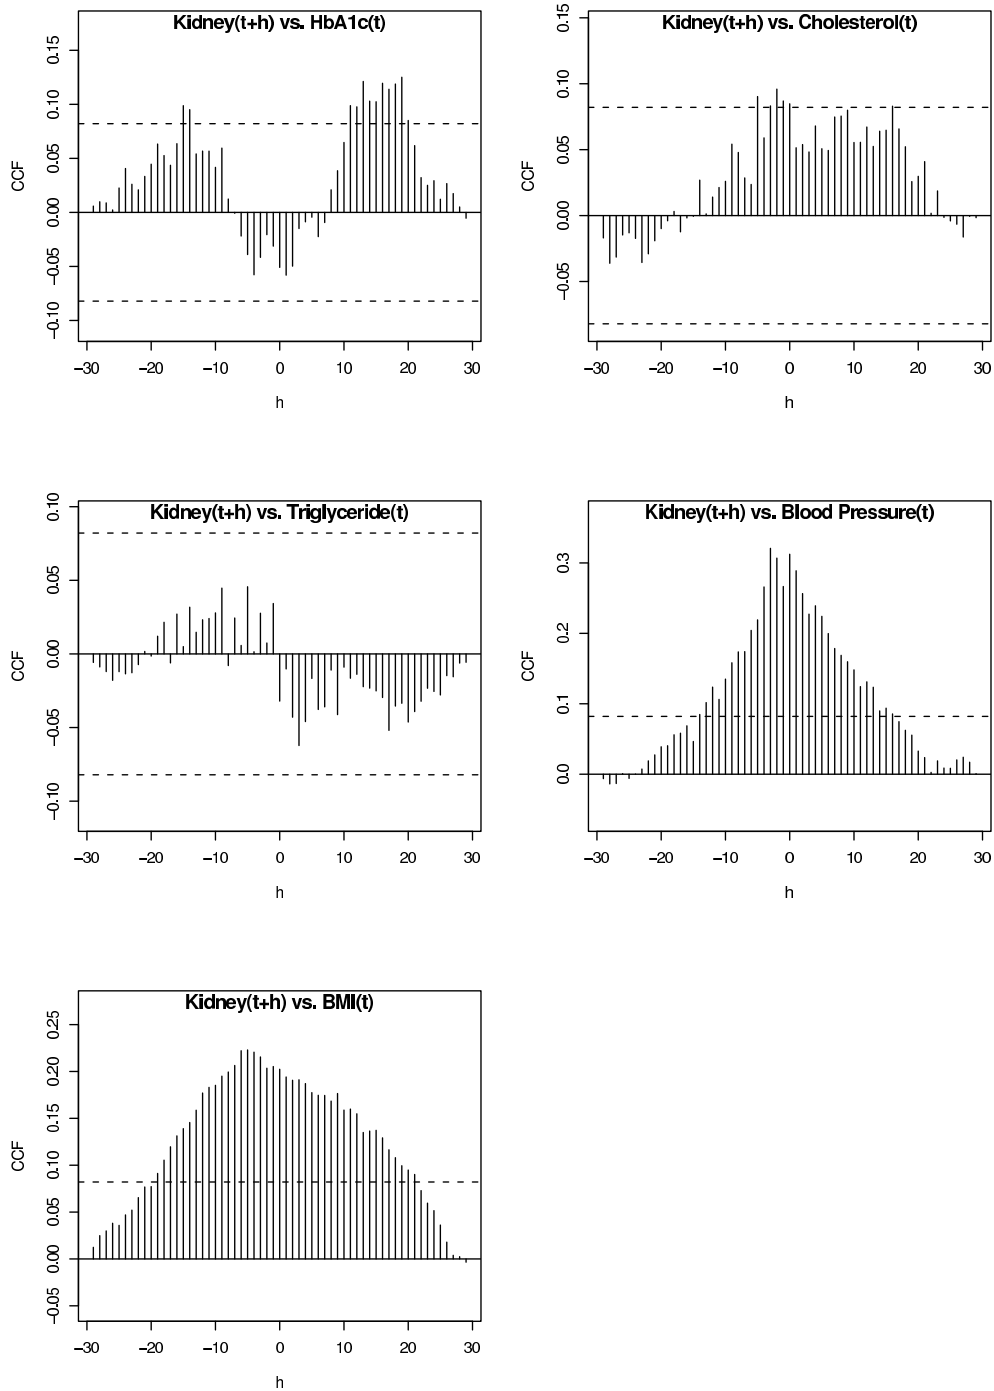 Kidney(t+h) vs. HbA1c(t)
CCF
0.15
0.10
0.05
0.00
−0.05
−0.10
−30 −20 −10 0 10 20 30
h
Kidney(t+h) vs. Cholesterol(t)
CCF
0.15
0.10
0.05
0.00
−0.05
−30 −20 −10 0 10 20 30
h
Kidney(t+h) vs. Triglyceride(t)
CCF
0.10
0.05
0.00
−0.05
−0.10
−30 −20 −10 0 10 20 30
h
Kidney(t+h) vs. Blood Pressure(t)
CCF
0.3
0.2
0.1
0.0
−30 −20 −10 0 10 20 30
h
Kidney(t+h) vs. BMI(t)
CCF
0.25
0.20
0.15
0.10
0.05
0.00
−0.05
−30 −20 −10 0 10 20 30
h